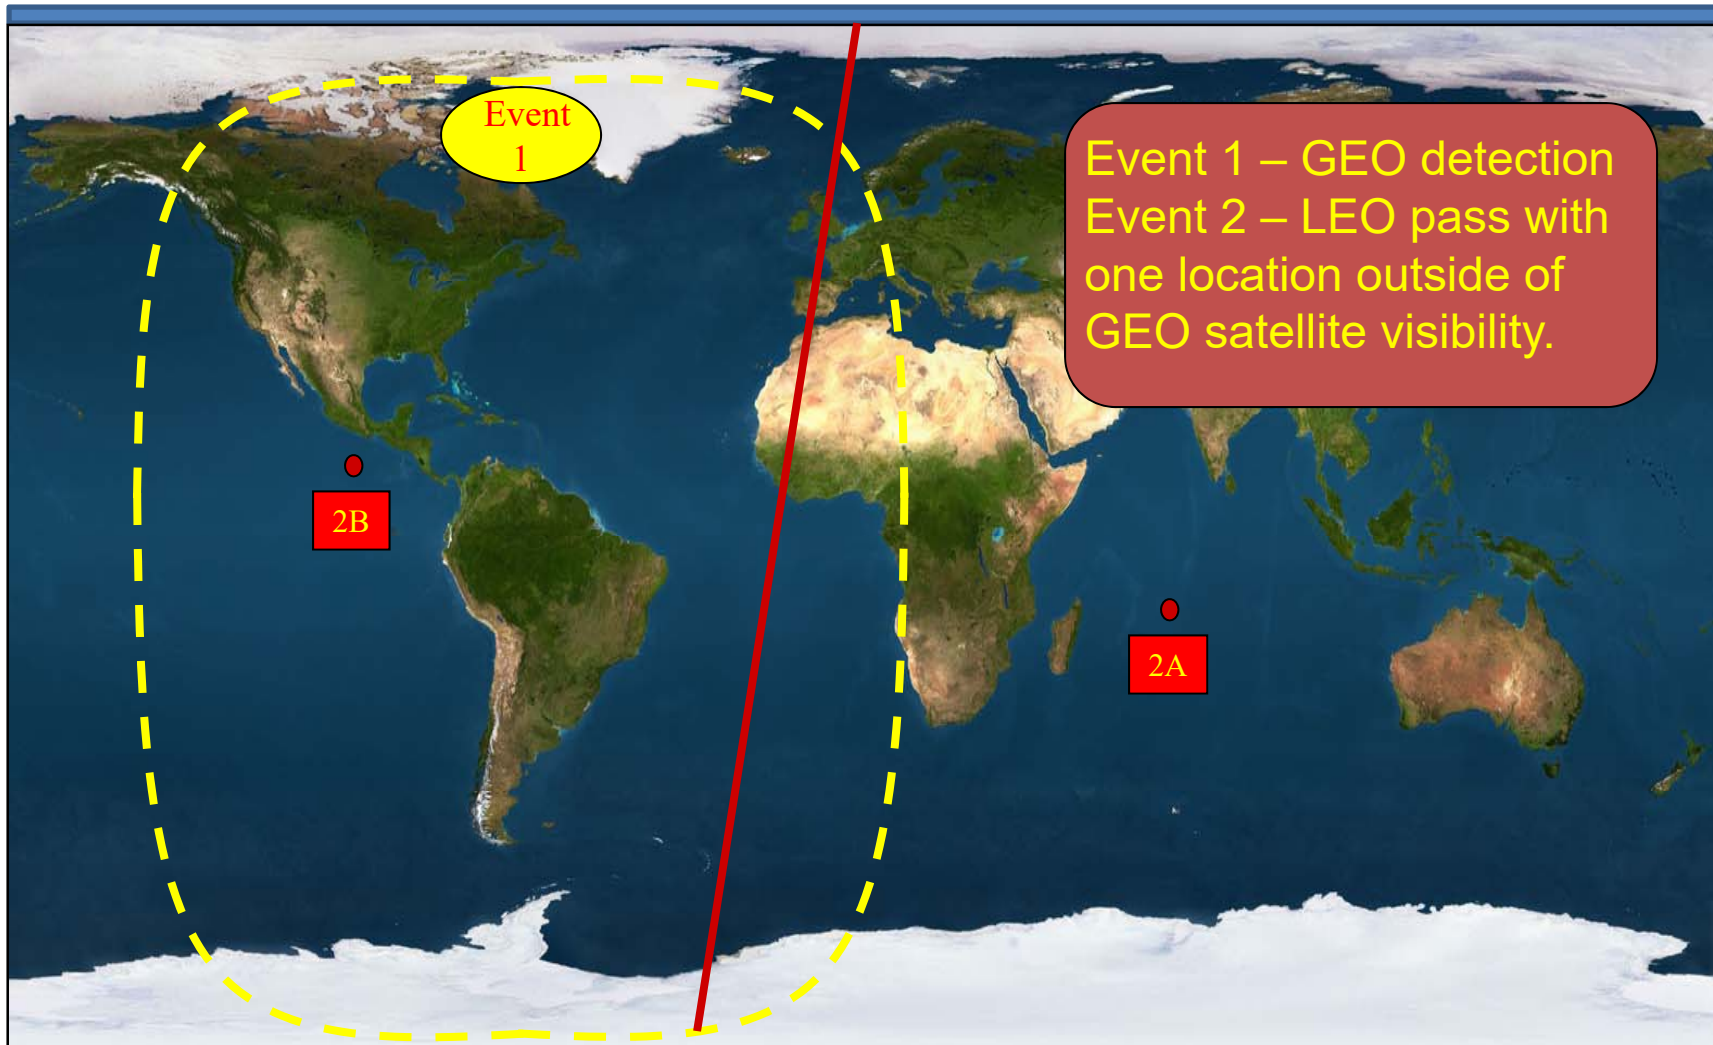 Event
1
Event 1 – GEO detection
Event 2 – LEO pass with
one location outside of
GEO satellite visibility.
2B
2A